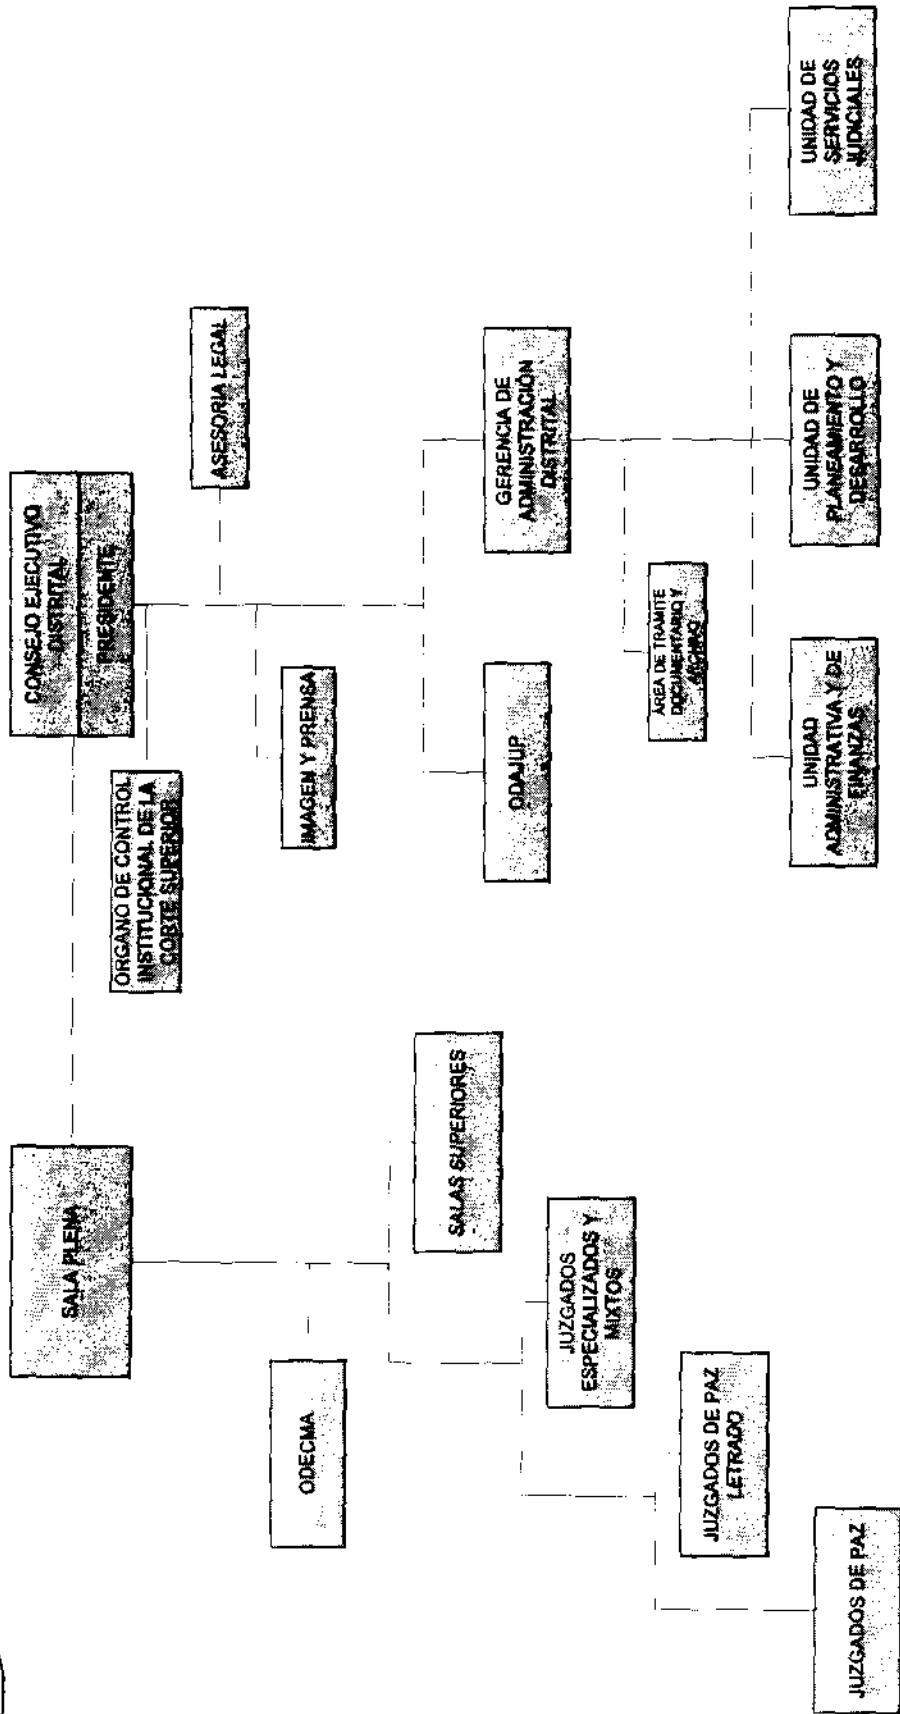 SALA PLENA
CONSEJO EJECUTIVO
DISTRITAL
PRESIDENTE
ÓRGANO DE CONTROL
INSTITUCIONAL DE LA
CORTE SUPERIOR
ASESORIA LEGAL
ODECMA
IMAGEN Y PRENSA
SALAS SUPERIORES
ODAJUP
GERENCIA DE
ADMINISTRACIÓN
DISTRITAL
JUZGADOS
ESPECIALIZADOS Y
MIXTOS
ÁREA DE TRAMITE
DOCUMENTARIO Y
ARCHIVO
JUZGADOS DE PAZ
LETRADO
UNIDAD
ADMINISTRATIVA Y DE
FINANZAS
UNIDAD DE
PLANEAMIENTO Y
DESARROLLO
UNIDAD DE
SERVICIOS
JUDICIALES
JUZGADOS DE PAZ